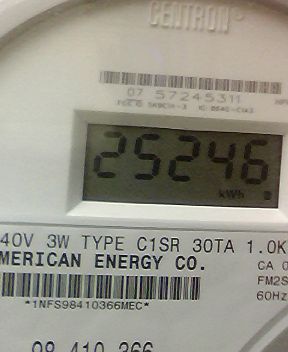 CENTRON®
07 57245311
25246
kWh
40V 3W TYPE C1SR 30TA 1.0K
MERICAN ENERGY CO.
CA 0
FM2S
60Hz
*1NFS98410366MEC*
98 410 366